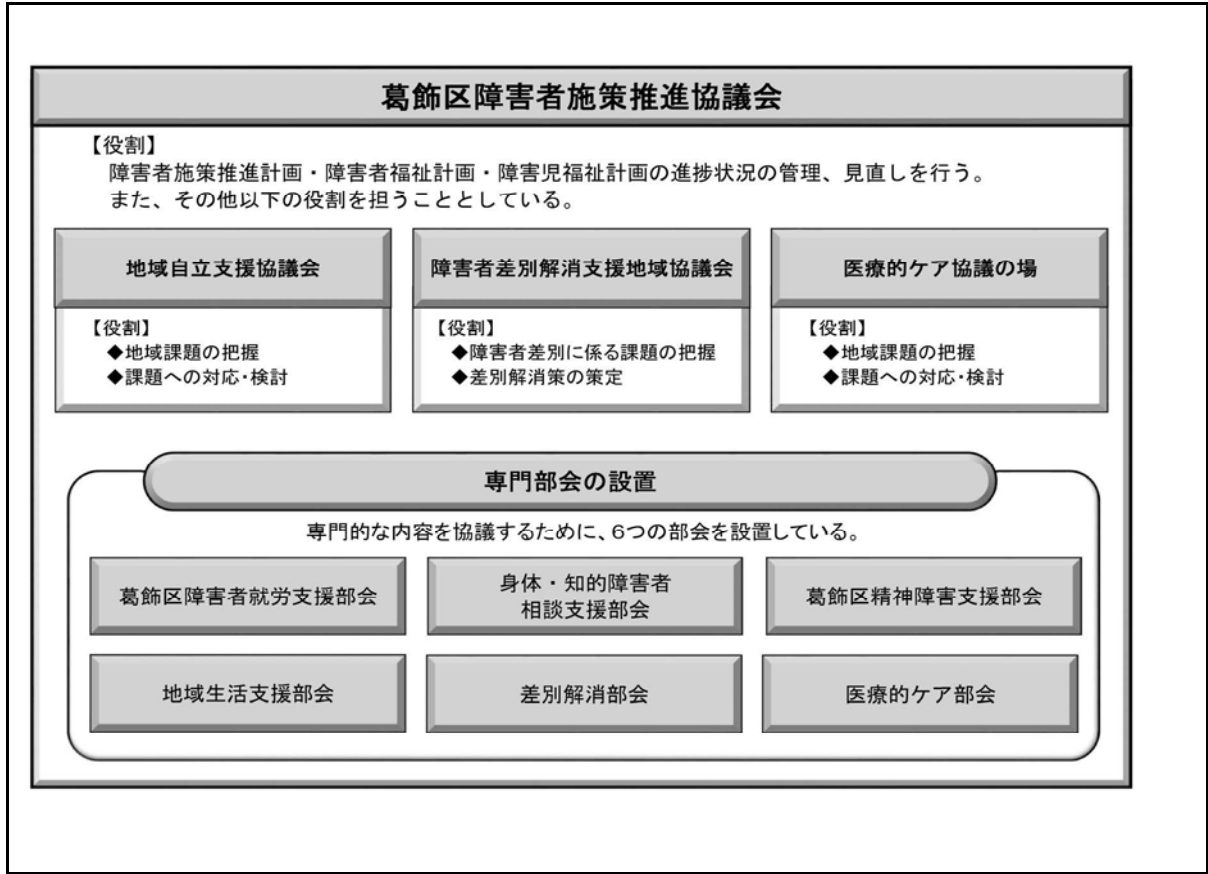 葛飾区障害者施策推進協議会
【役割】
障害者施策推進計画・障害者福祉計画・障害児福祉計画の進捗状況の管理、見直しを行う。
また、その他以下の役割を担うこととしている。
地域自立支援協議会
【役割】
◆地域課題の把握
◆課題への対応・検討
障害者差別解消支援地域協議会
【役割】
◆障害者差別に係る課題の把握
◆差別解消策の策定
医療的ケア協議の場
【役割】
◆地域課題の把握
◆課題への対応・検討
専門部会の設置
専門的な内容を協議するために、6つの部会を設置している。
葛飾区障害者就労支援部会
身体・知的障害者
相談支援部会
葛飾区精神障害支援部会
地域生活支援部会
差別解消部会
医療的ケア部会